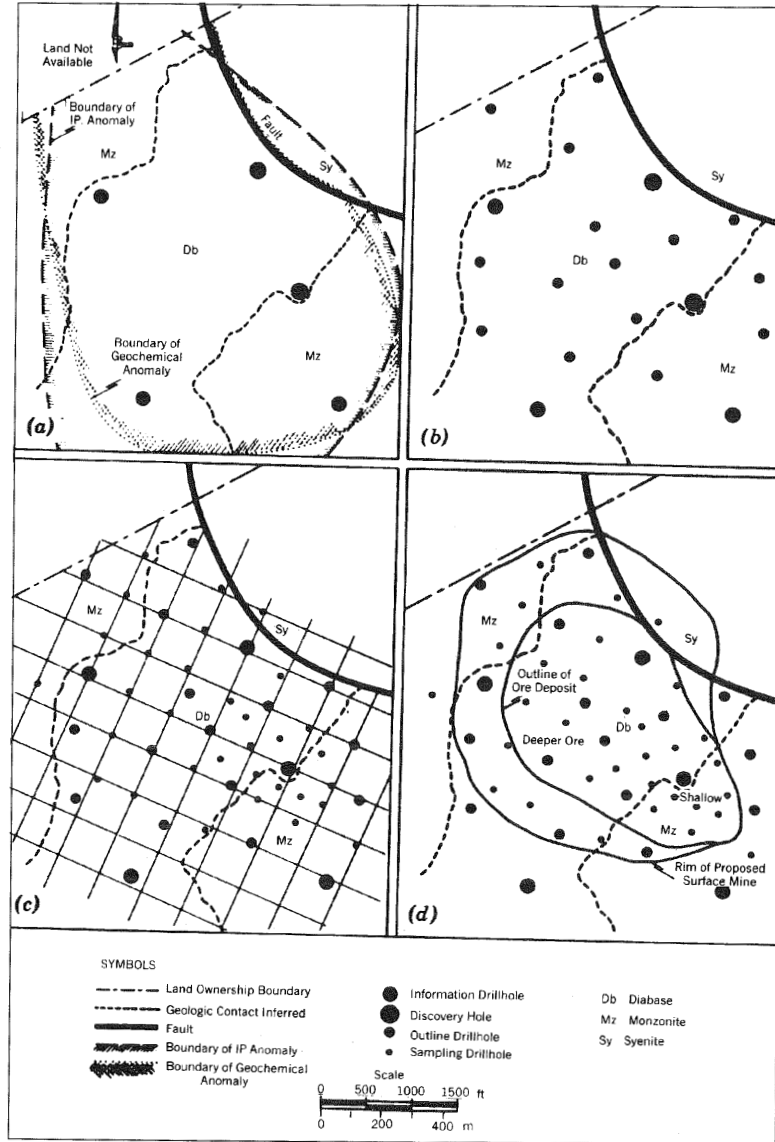 Land Not
Available
Boundary of
IP. Anomaly
Mz
Fault
Sy
Db
Boundary of
Geochemical
Anomaly
Mz
(a)
Mz
Sy
Db
Mz
(b)
Mz
Sy
Db
Mz
(c)
Mz
Sy
Outline of
Ore Deposit
Db
Deeper Ore
Shallow
Mz
Rim of Proposed
Surface Mine
(d)
SYMBOLS
Land Ownership Boundary
Geologic Contact Inferred
Fault
Boundary of IP Anomaly
Boundary of Geochemical
Anomaly
Information Drillhole
Discovery Hole
Outline Drillhole
Sampling Drillhole
Db Diabase
Mz Monzonite
Sy Syenite
Scale
0 500 1000 1500 ft
0 200 400 m